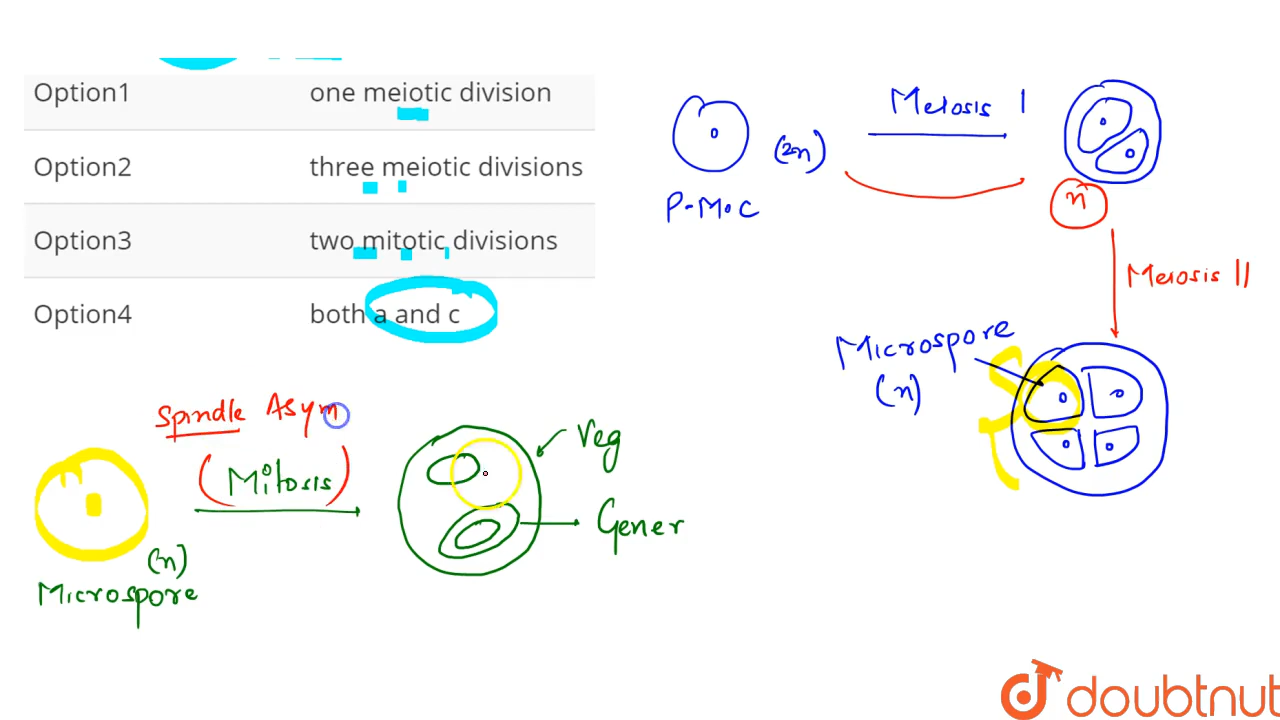 Option1 one meiotic division
Option2 three meiotic divisions
Option3 two mitotic divisions
Option4 both a and c
P-M.C
(2n)
Meiosis I
n
Meiosis II
Microspore
(n)
Spindle Asym
(Mitosis)
(n)
Microspore
Veg
Gener
doubtnut